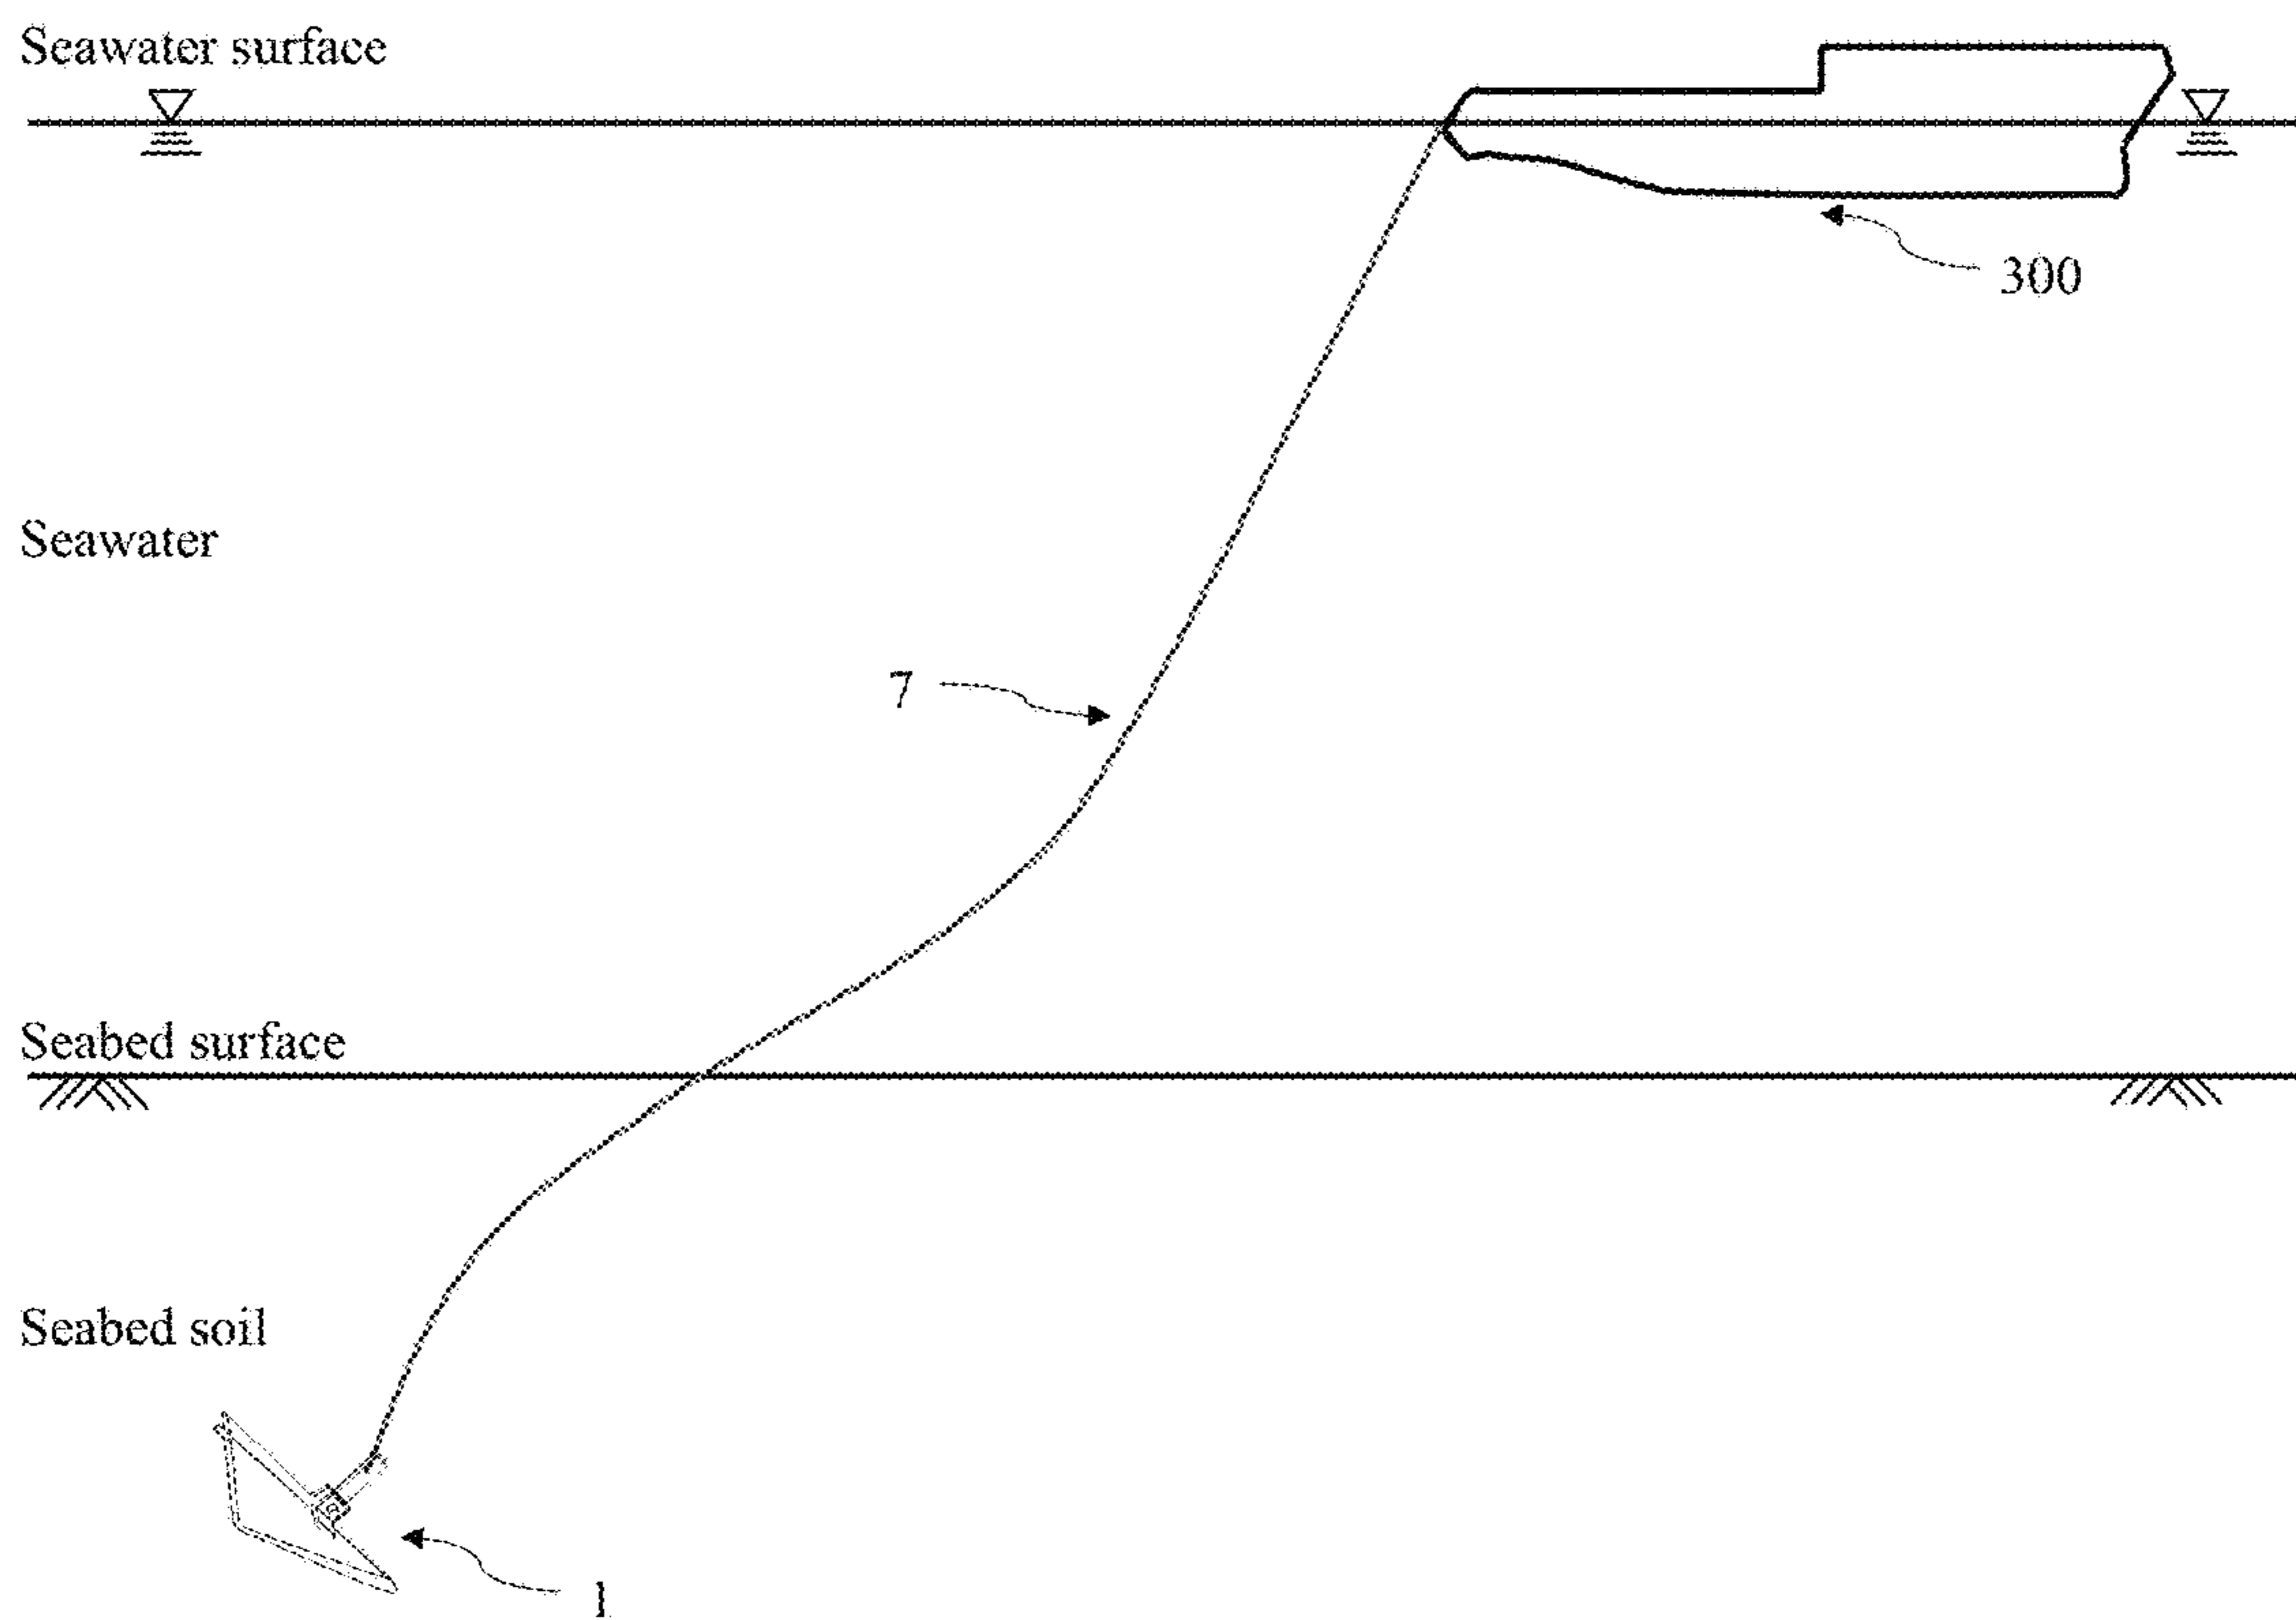 Seawater surface
300
Seawater
7
Seabed surface
Seabed soil
1